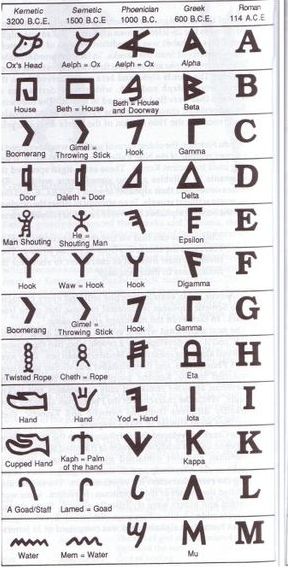 Kemetic Semetic Phoenician Greek Roman
3200 B.C.E. 1500 B.C.E. 1000 B.C. 600 B.C.E. 114 A.C.E
A
Ox's Head Aelph = Ox Aelph = Ox Alpha
B
House Beth = House Beth = House and Doorway Beta
C
Boomerang Gimel = Throwing Stick Hook Gamma
D
Door Daleth = Door Delta
E
Man Shouting He = Shouting Man Epsilon
F
Hook Waw = Hook Hook Digamma
G
Boomerang Gimel = Throwing Stick Hook Gamma
H
Twisted Rope Cheth = Rope Eta
I
Hand Hand Yod = Hand Iota
K K
Cupped Hand Kaph = Palm of the hand Kappa
Λ L
A Goad/Staff Lamed = Goad
M M
Water Mem = Water Mu